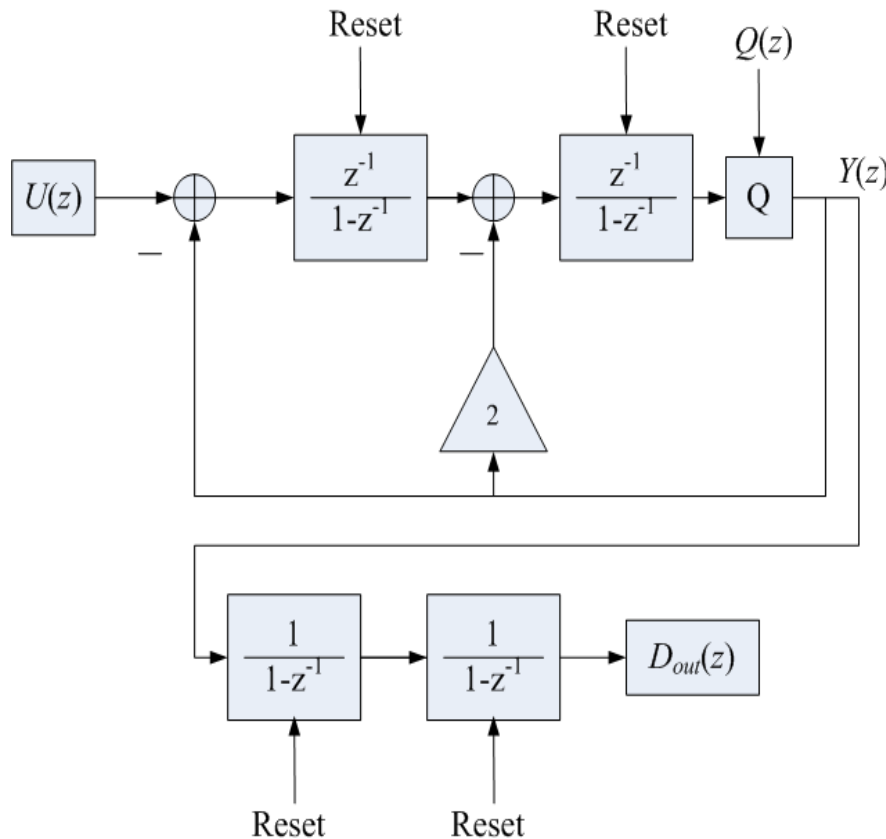 Reset
Reset
Q(z)
U(z)
z⁻¹
1-z⁻¹
z⁻¹
1-z⁻¹
Q
Y(z)
−
−
2
1
1-z⁻¹
1
1-z⁻¹
Dₒᵤₜ(z)
Reset
Reset